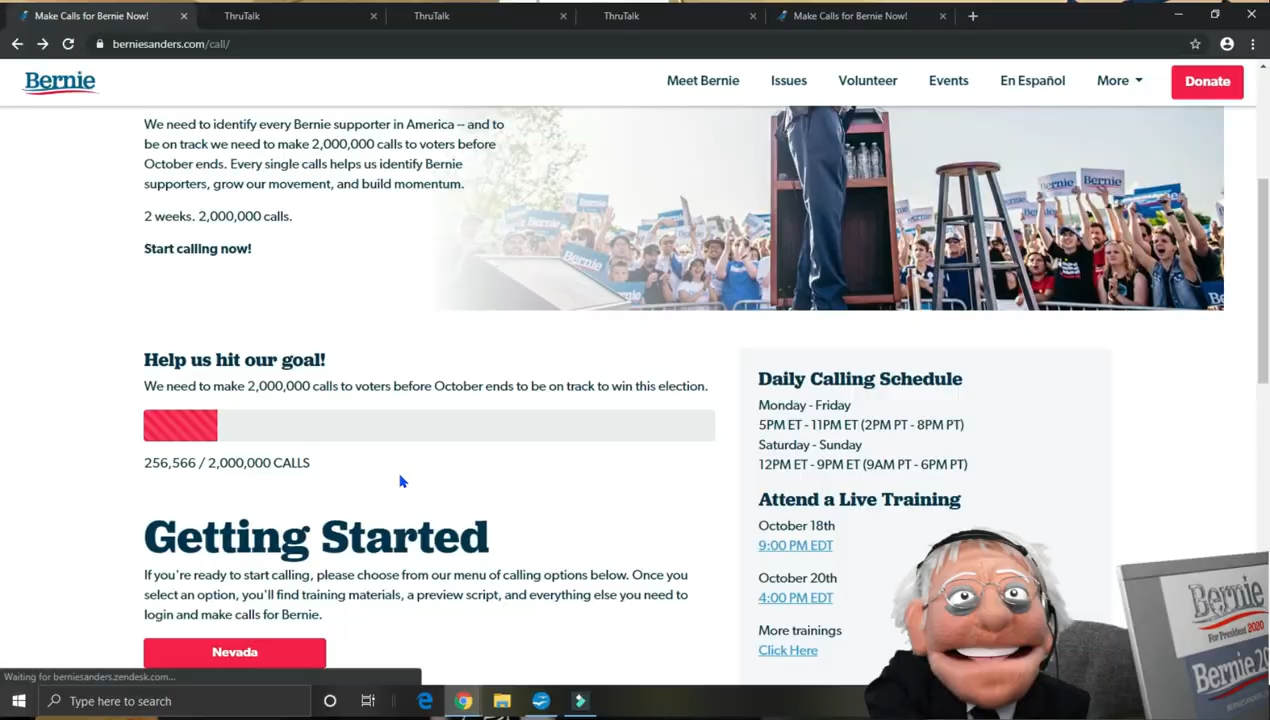 Make Calls for Bernie Now!
ThruTalk
ThruTalk
ThruTalk
Make Calls for Bernie Now!
berniesanders.com/call/
Bernie
Meet Bernie
Issues
Volunteer
Events
En Español
More
Donate
We need to identify every Bernie supporter in America -- and to
be on track we need to make 2,000,000 calls to voters before
October ends. Every single calls helps us identify Bernie
supporters, grow our movement, and build momentum.
2 weeks. 2,000,000 calls.
Start calling now!
Bernie
Bernie
Bernie
Help us hit our goal!
We need to make 2,000,000 calls to voters before October ends to be on track to win this election.
256,566 / 2,000,000 CALLS
Getting Started
If you're ready to start calling, please choose from our menu of calling options below. Once you
select an option, you'll find training materials, a preview script, and everything else you need to
login and make calls for Bernie.
Nevada
Daily Calling Schedule
Monday - Friday
5PM ET - 11PM ET (2PM PT - 8PM PT)
Saturday - Sunday
12PM ET - 9PM ET (9AM PT - 6PM PT)
Attend a Live Training
October 18th
9:00 PM EDT
October 20th
4:00 PM EDT
More trainings
Click Here
Bernie
For President 2020
Bernie.20
Waiting for berniesanders.zendesk.com...
Type here to search